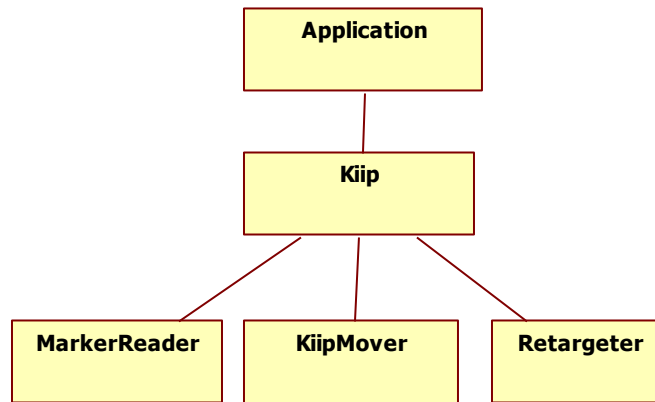 Application
Kiip
MarkerReader
KiipMover
Retargeter